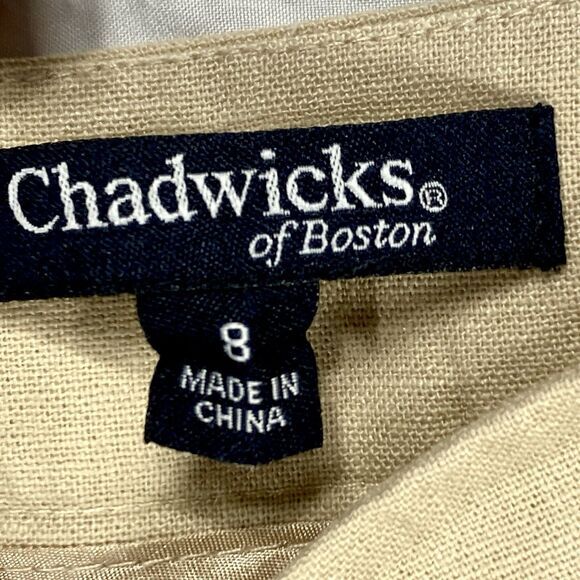 Chadwicks®
of Boston
8
MADE IN
CHINA